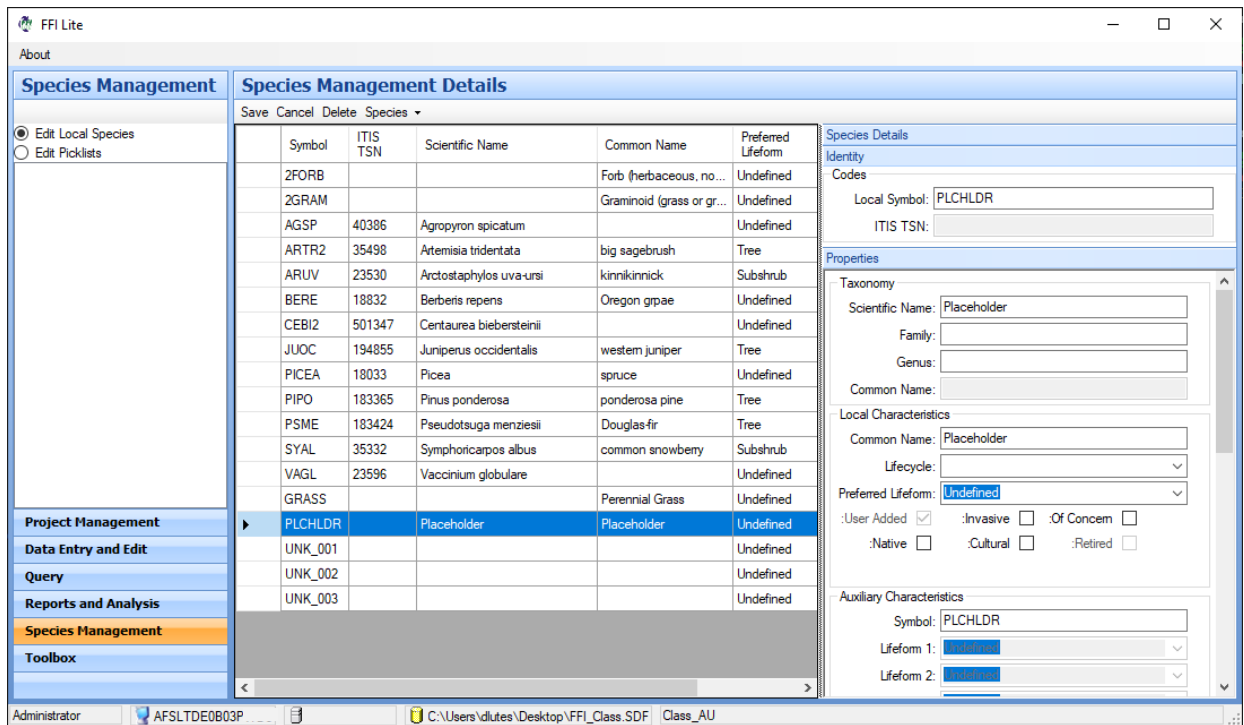 FFI Lite
About
Species Management
Species Management Details
Save Cancel Delete Species
Edit Local Species
Edit Picklists
Symbol ITIS TSN Scientific Name Common Name Preferred Lifeform
2FORB Forb (herbaceous, no... Undefined
2GRAM Graminoid (grass or gr... Undefined
AGSP 40386 Agropyron spicatum Undefined
ARTR2 35498 Artemisia tridentata big sagebrush Tree
ARUV 23530 Arctostaphylos uva-ursi kinnikinnick Subshrub
BERE 18832 Berberis repens Oregon grpae Undefined
CEBI2 501347 Centaurea biebersteinii Undefined
JUOC 194855 Juniperus occidentalis western juniper Tree
PICEA 18033 Picea spruce Undefined
PIPO 183365 Pinus ponderosa ponderosa pine Tree
PSME 183424 Pseudotsuga menziesii Douglas-fir Tree
SYAL 35332 Symphoricarpos albus common snowberry Subshrub
VAGL 23596 Vaccinium globulare Undefined
GRASS Perennial Grass Undefined
PLCHLDR Placeholder Placeholder Undefined
UNK_001 Undefined
UNK_002 Undefined
UNK_003 Undefined
Species Details
Identity
Codes
Local Symbol: PLCHLDR
ITIS TSN:
Properties
Taxonomy
Scientific Name: Placeholder
Family:
Genus:
Common Name:
Local Characteristics
Common Name: Placeholder
Lifecycle:
Preferred Lifeform: Undefined
:User Added :Invasive :Of Concern
:Native :Cultural :Retired
Auxiliary Characteristics
Symbol: PLCHLDR
Lifeform 1: Undefined
Lifeform 2: Undefined
Project Management
Data Entry and Edit
Query
Reports and Analysis
Species Management
Toolbox
Administrator AFSLTDE0B03P C:\Users\dlutes\Desktop\FFI_Class.SDF Class_AU